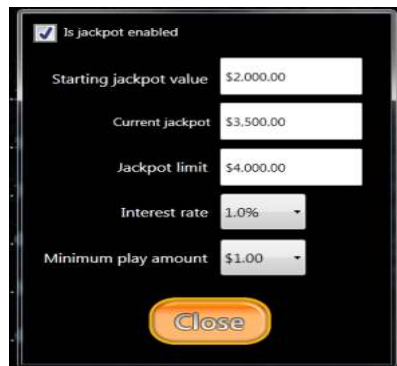 Is jackpot enabled
Starting jackpot value $2.000.00
Current jackpot $3.500.00
Jackpot limit $4.000.00
Interest rate 1.0%
Minimum play amount $1.00
Close